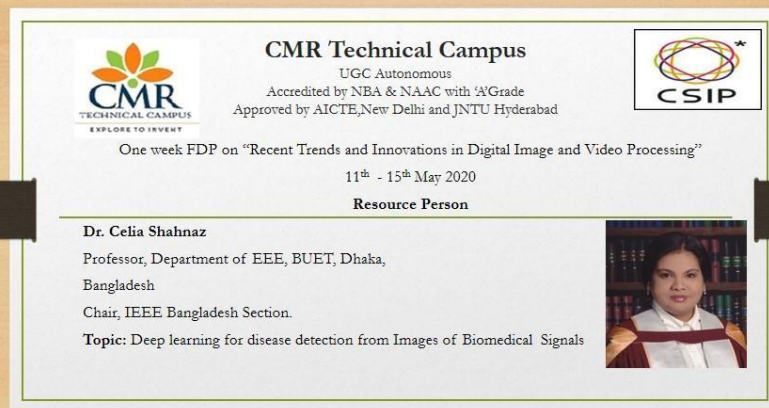 CMR Technical Campus
UGC Autonomous
Accredited by NBA & NAAC with ‘A’Grade
Approved by AICTE,New Delhi and JNTU Hyderabad
CMR
TECHNICAL CAMPUS
EXPLORE TO INVENT
*
CSIP
One week FDP on “Recent Trends and Innovations in Digital Image and Video Processing”
11th - 15th May 2020
Resource Person
Dr. Celia Shahnaz
Professor, Department of EEE, BUET, Dhaka,
Bangladesh
Chair, IEEE Bangladesh Section.
Topic: Deep learning for disease detection from Images of Biomedical Signals